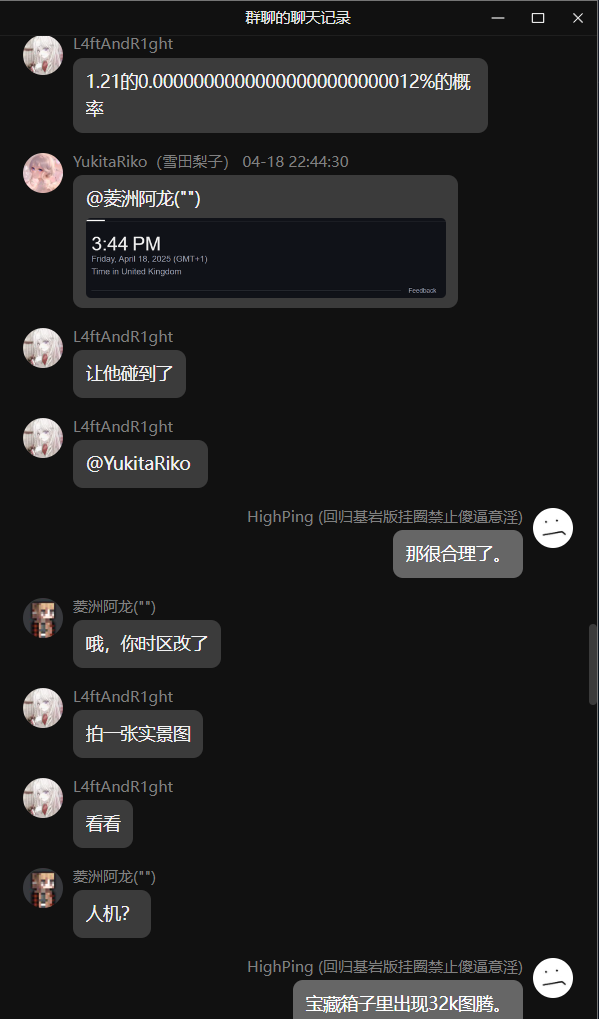 群聊的聊天记录
L4ftAndR1ght
1.21的0.00000000000000000000000012%的概
率
YukitaRiko（雪田梨子） 04-18 22:44:30
@菱洲阿龙("")
3:44 PM
Friday, April 18, 2025 (GMT+1)
Time in United Kingdom
Feedback
L4ftAndR1ght
让他碰到了
L4ftAndR1ght
@YukitaRiko
HighPing (回归基岩版挂圈禁止傻逼意淫)
那很合理了。
菱洲阿龙("")
哦，你时区改了
L4ftAndR1ght
拍一张实景图
L4ftAndR1ght
看看
菱洲阿龙("")
人机？
HighPing (回归基岩版挂圈禁止傻逼意淫)
宝藏箱子里出现32k图腾。